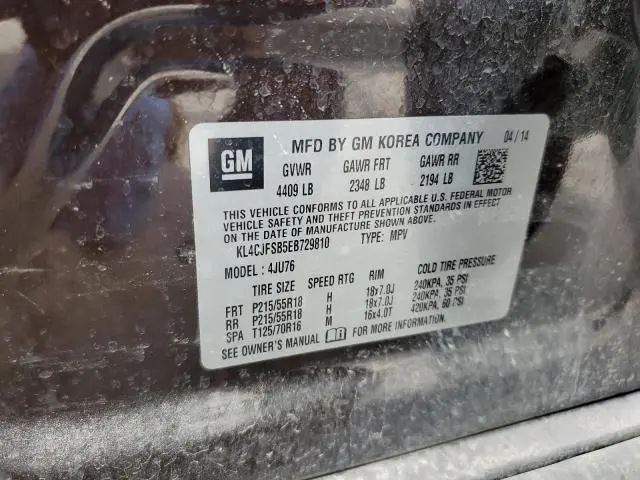 GM
MFD BY GM KOREA COMPANY 04/14
GVWR GAWR FRT GAWR RR
4409 LB 2348 LB 2194 LB
THIS VEHICLE CONFORMS TO ALL APPLICABLE U.S. FEDERAL MOTOR
VEHICLE SAFETY AND THEFT PREVENTION STANDARDS IN EFFECT
ON THE DATE OF MANUFACTURE SHOWN ABOVE.
KL4CJFSB5EB729810 TYPE: MPV
MODEL : 4JU76
TIRE SIZE SPEED RTG RIM COLD TIRE PRESSURE
FRT P215/55R18 H 18x7.0J 240KPA, 35 PSI
RR P215/55R18 H 18x7.0J 240KPA, 35 PSI
SPA T125/70R16 M 16x4.0T 420KPA, 60 PSI
SEE OWNER'S MANUAL FOR MORE INFORMATION.